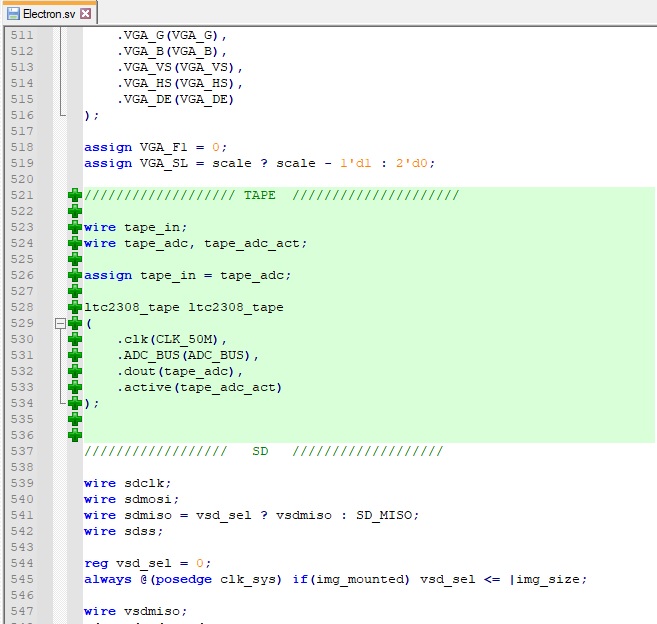 Electron.sv
511 .VGA_G(VGA_G),
512 .VGA_B(VGA_B),
513 .VGA_VS(VGA_VS),
514 .VGA_HS(VGA_HS),
515 .VGA_DE(VGA_DE)
516 );
517
518 assign VGA_F1 = 0;
519 assign VGA_SL = scale ? scale - 1'd1 : 2'd0;
520
521 /////////////////// TAPE /////////////////////
522
523 wire tape_in;
524 wire tape_adc, tape_adc_act;
525
526 assign tape_in = tape_adc;
527
528 ltc2308_tape ltc2308_tape
529 (
530 .clk(CLK_50M),
531 .ADC_BUS(ADC_BUS),
532 .dout(tape_adc),
533 .active(tape_adc_act)
534 );
535
536
537 ////////////////// SD ///////////////////
538
539 wire sdclk;
540 wire sdmosi;
541 wire sdmiso = vsd_sel ? vsdmiso : SD_MISO;
542 wire sdss;
543
544 reg vsd_sel = 0;
545 always @(posedge clk_sys) if(img_mounted) vsd_sel <= |img_size;
546
547 wire vsdmiso;